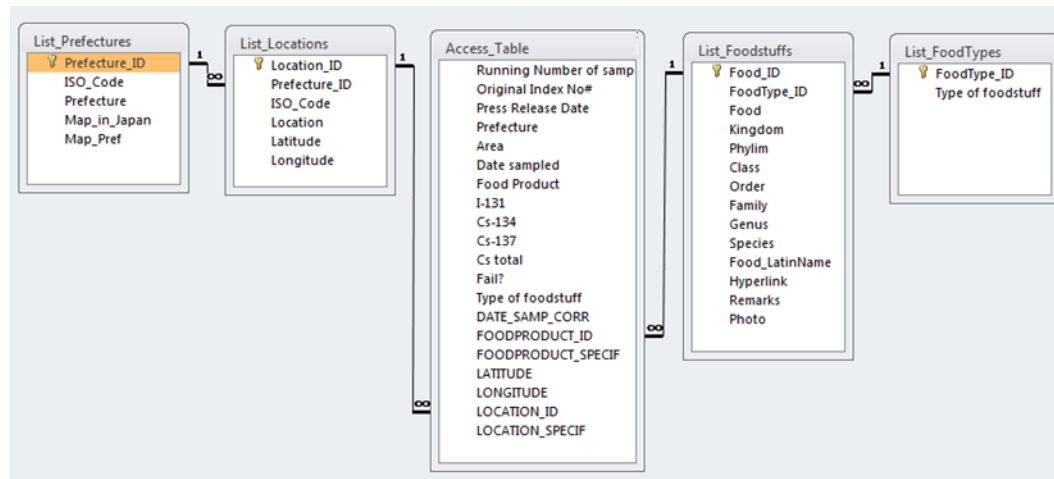 List_Prefectures
Prefecture_ID
ISO_Code
Prefecture
Map_in_Japan
Map_Pref
1
∞
List_Locations
Location_ID
Prefecture_ID
ISO_Code
Location
Latitude
Longitude
1
∞
Access_Table
Running Number of samp
Original Index No#
Press Release Date
Prefecture
Area
Date sampled
Food Product
I-131
Cs-134
Cs-137
Cs total
Fail?
Type of foodstuff
DATE_SAMP_CORR
FOODPRODUCT_ID
FOODPRODUCT_SPECIF
LATITUDE
LONGITUDE
LOCATION_ID
LOCATION_SPECIF
1
∞
List_Foodstuffs
Food_ID
FoodType_ID
Food
Kingdom
Phylim
Class
Order
Family
Genus
Species
Food_LatinName
Hyperlink
Remarks
Photo
1
∞
List_FoodTypes
FoodType_ID
Type of foodstuff